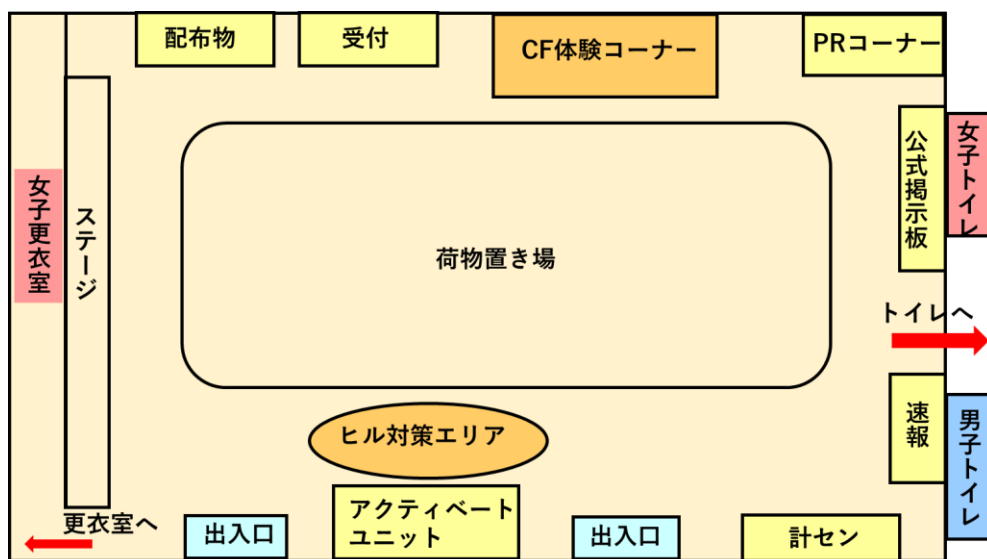 配布物
受付
CF体験コーナー
PRコーナー
公式掲示板
女子トイレ
女子更衣室
ステージ
荷物置き場
トイレへ
速報
男子トイレ
ヒル対策エリア
更衣室へ
出入口
アクティベート
ユニット
出入口
計セン